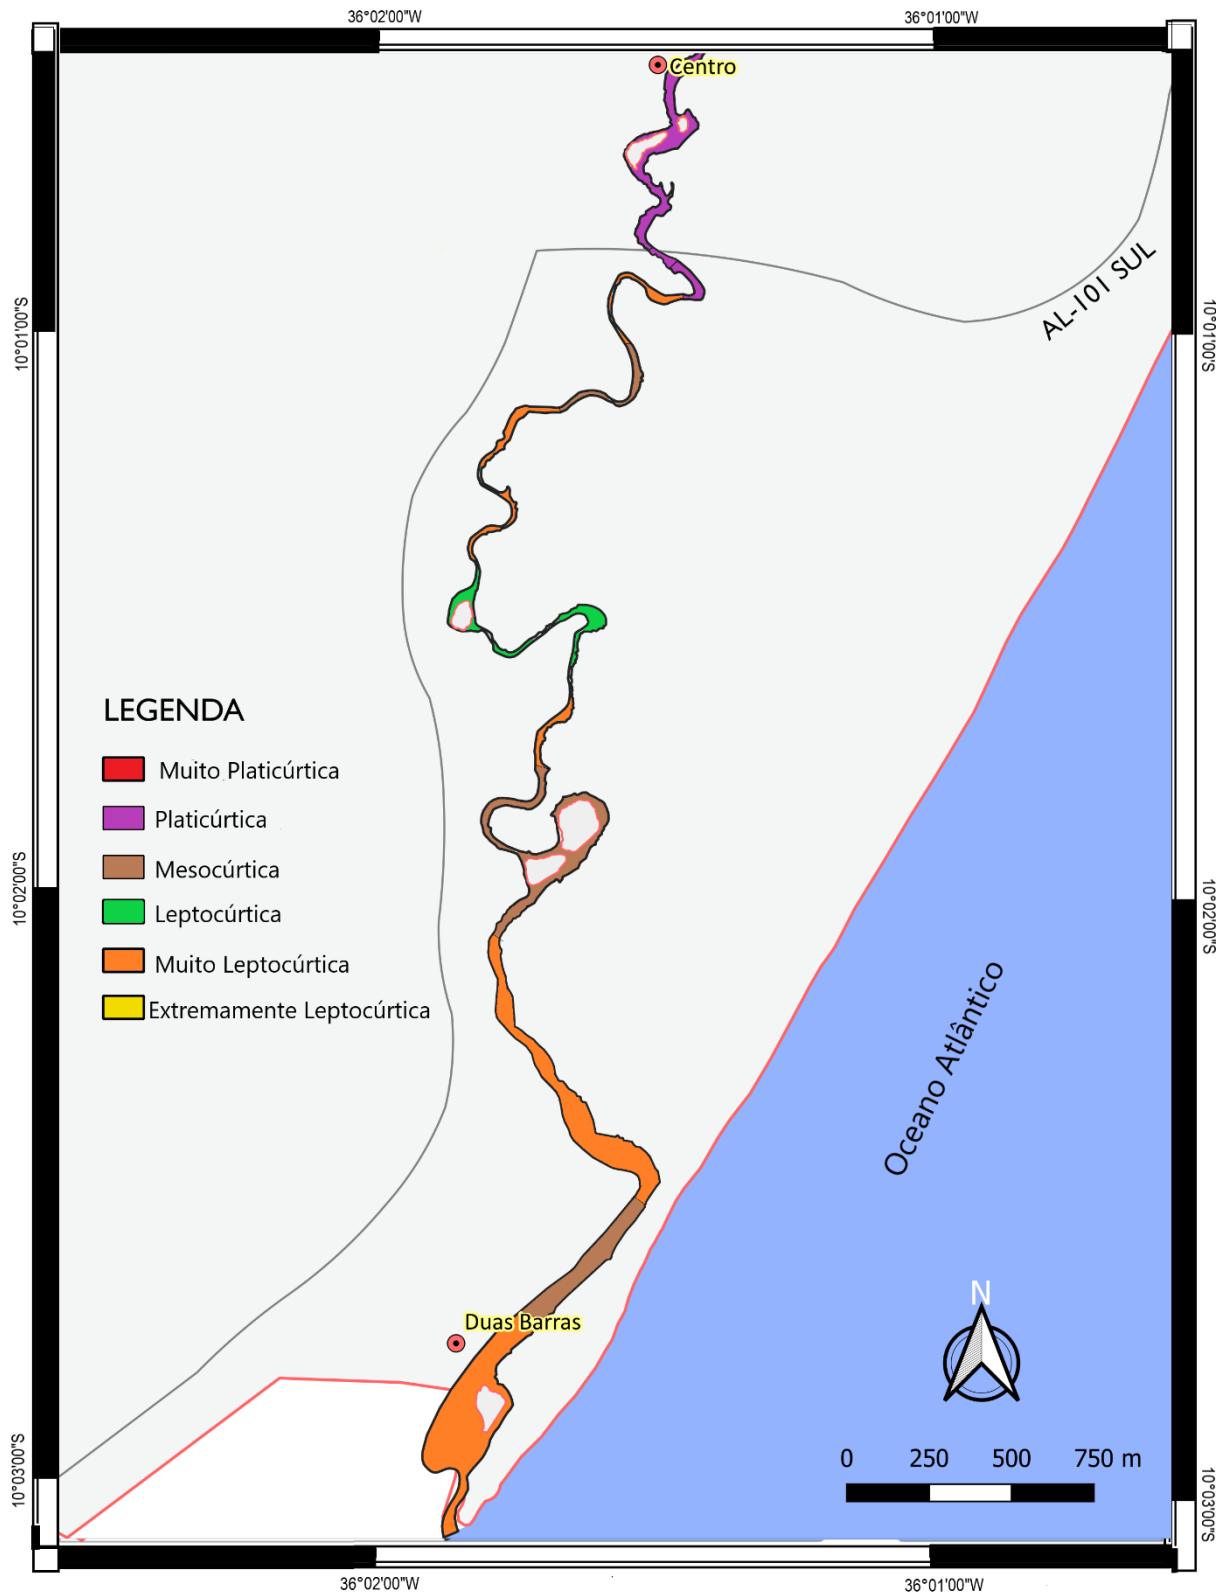 36°02'00"W
36°01'00"W
Centro
AL-101 SUL
10°01'00"S
10°01'00"S
LEGENDA
Muito Platicúrtica
Platicúrtica
Mesocúrtica
Leptocúrtica
Muito Leptocúrtica
Extremamente Leptocúrtica
10°02'00"S
10°02'00"S
Oceano Atlântico
N
Duas Barras
0 250 500 750 m
10°03'00"S
10°03'00"S
36°02'00"W
36°01'00"W